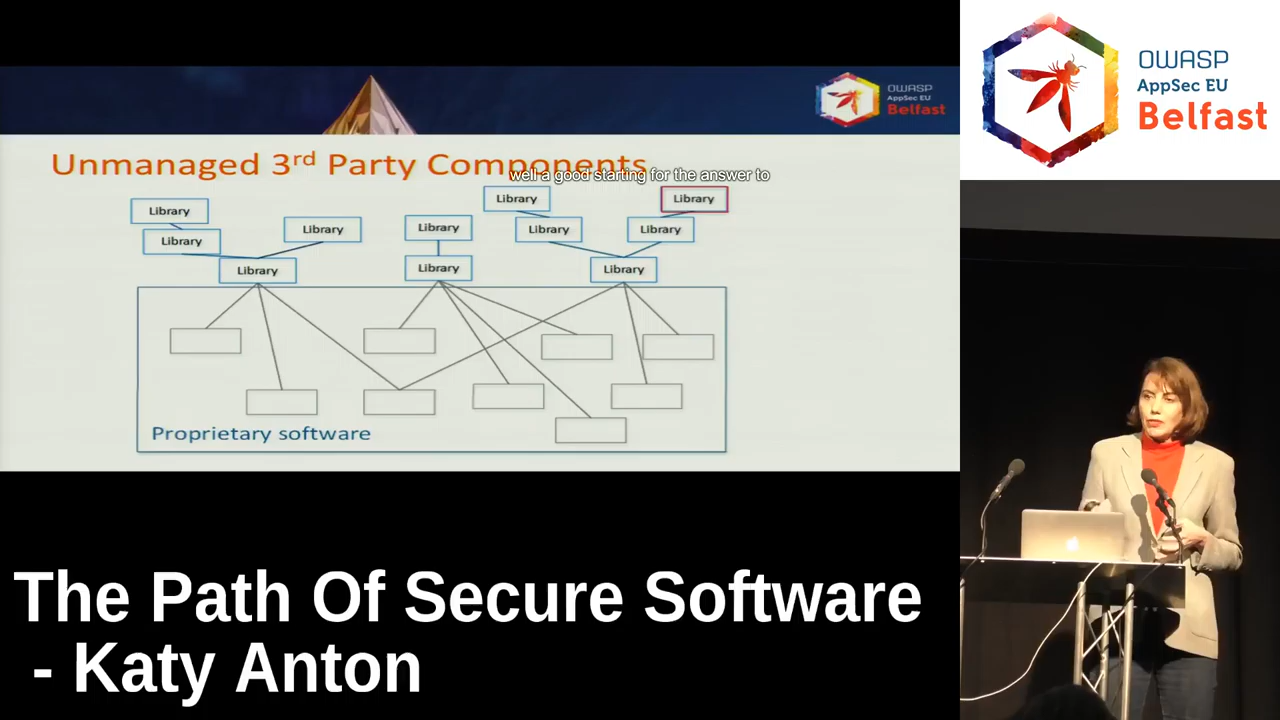 OWASP
AppSec EU
Belfast
OWASP
AppSec EU
Belfast
Unmanaged 3rd Party Components
well a good starting for the answer to
Library
Library
Library
Library
Library
Library
Library
Library
Library
Library
Library
Library
Proprietary software
The Path Of Secure Software
- Katy Anton